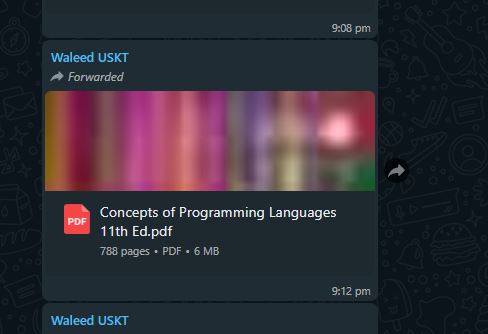 9:08 pm
Waleed USKT
Forwarded
PDF
Concepts of Programming Languages
11th Ed.pdf
788 pages • PDF • 6 MB
9:12 pm
Waleed USKT